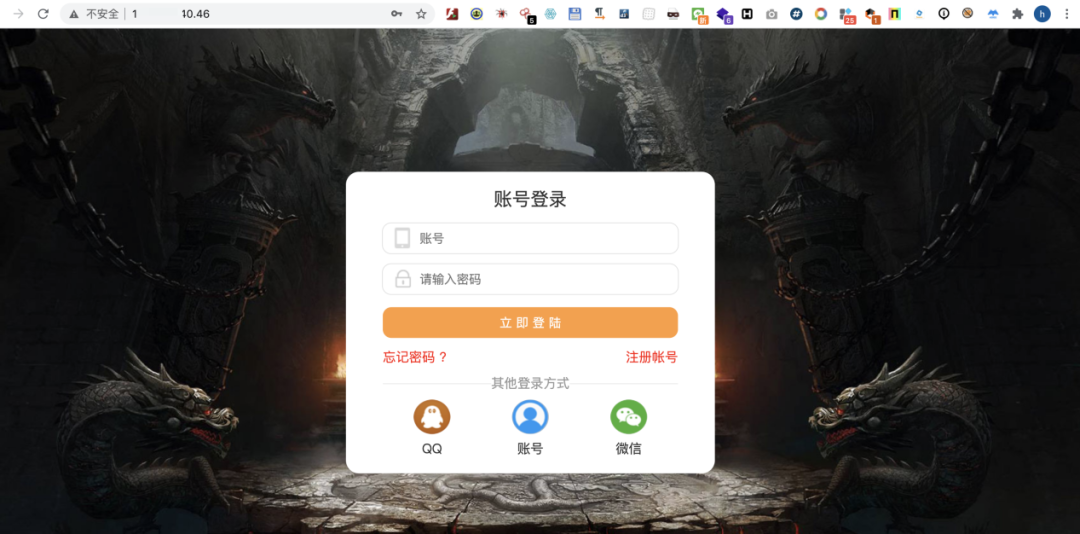 不安全 | 1 40.46
账号登录
账号
请输入密码
立即登陆
忘记密码 ? 注册帐号
其他登录方式
QQ 账号 微信